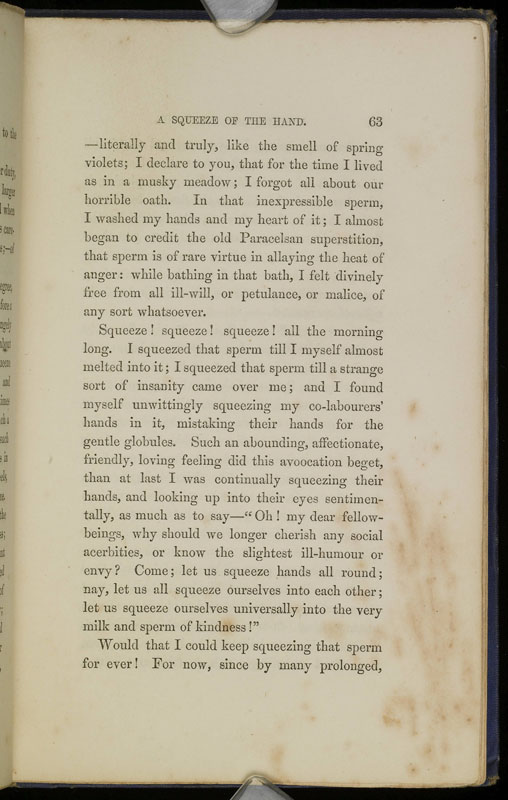 A SQUEEZE OF THE HAND. 63
—literally and truly, like the smell of spring
violets; I declare to you, that for the time I lived
as in a musky meadow; I forgot all about our
horrible oath. In that inexpressible sperm,
I washed my hands and my heart of it; I almost
began to credit the old Paracelsan superstition,
that sperm is of rare virtue in allaying the heat of
anger: while bathing in that bath, I felt divinely
free from all ill-will, or petulance, or malice, of
any sort whatsoever.
Squeeze! squeeze! squeeze! all the morning
long. I squeezed that sperm till I myself almost
melted into it; I squeezed that sperm till a strange
sort of insanity came over me; and I found
myself unwittingly squeezing my co-labourers'
hands in it, mistaking their hands for the
gentle globules. Such an abounding, affectionate,
friendly, loving feeling did this avoocation beget,
than at last I was continually squeezing their
hands, and looking up into their eyes sentimen-
tally, as much as to say—"Oh! my dear fellow-
beings, why should we longer cherish any social
acerbities, or know the slightest ill-humour or
envy? Come; let us squeeze hands all round;
nay, let us all squeeze ourselves into each other;
let us squeeze ourselves universally into the very
milk and sperm of kindness!"
Would that I could keep squeezing that sperm
for ever! For now, since by many prolonged,